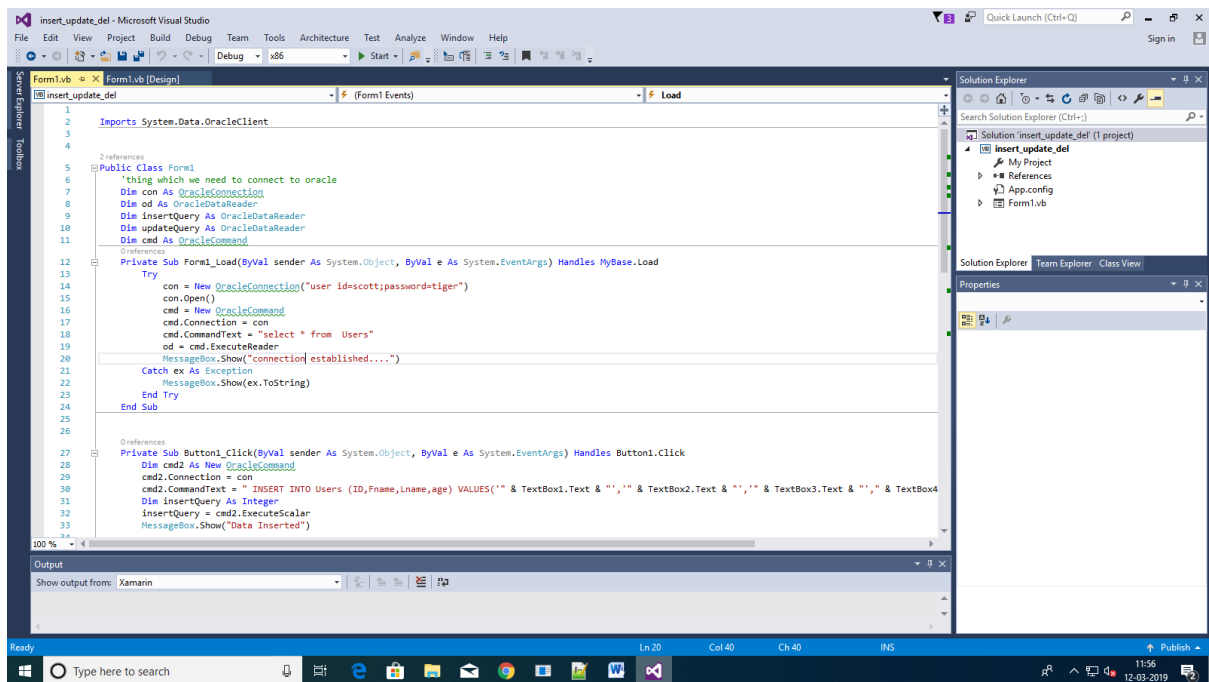 insert_update_del - Microsoft Visual Studio
3
Quick Launch (Ctrl+Q)
File Edit View Project Build Debug Team Tools Architecture Test Analyze Window Help
Sign in
Debug x86 Start
Server Explorer
Toolbox
Form1.vb Form1.vb [Design]
VB insert_update_del (Form1 Events) Load
1
2 Imports System.Data.OracleClient
3
4
2 references
5 Public Class Form1
6 'thing which we need to connect to oracle
7 Dim con As OracleConnection
8 Dim od As OracleDataReader
9 Dim insertQuery As OracleDataReader
10 Dim updateQuery As OracleDataReader
11 Dim cmd As OracleCommand
0 references
12 Private Sub Form1_Load(ByVal sender As System.Object, ByVal e As System.EventArgs) Handles MyBase.Load
13 Try
14 con = New OracleConnection("user id=scott;password=tiger")
15 con.Open()
16 cmd = New OracleCommand
17 cmd.Connection = con
18 cmd.CommandText = "select * from  Users"
19 od = cmd.ExecuteReader
20 MessageBox.Show("connection established....")
21 Catch ex As Exception
22 MessageBox.Show(ex.ToString)
23 End Try
24 End Sub
25
26
0 references
27 Private Sub Button1_Click(ByVal sender As System.Object, ByVal e As System.EventArgs) Handles Button1.Click
28 Dim cmd2 As New OracleCommand
29 cmd2.Connection = con
30 cmd2.CommandText = " INSERT INTO Users (ID,Fname,Lname,age) VALUES('" & TextBox1.Text & "','" & TextBox2.Text & "','" & TextBox3.Text & "'," & TextBox4
31 Dim insertQuery As Integer
32 insertQuery = cmd2.ExecuteScalar
33 MessageBox.Show("Data Inserted")
34
100 %
Solution Explorer
Search Solution Explorer (Ctrl+;)
Solution 'insert_update_del' (1 project)
VB insert_update_del
My Project
References
App.config
Form1.vb
Solution Explorer Team Explorer Class View
Properties
Output
Show output from: Xamarin
Ready Ln 20 Col 40 Ch 40 INS Publish
Type here to search
11:56
12-03-2019
2